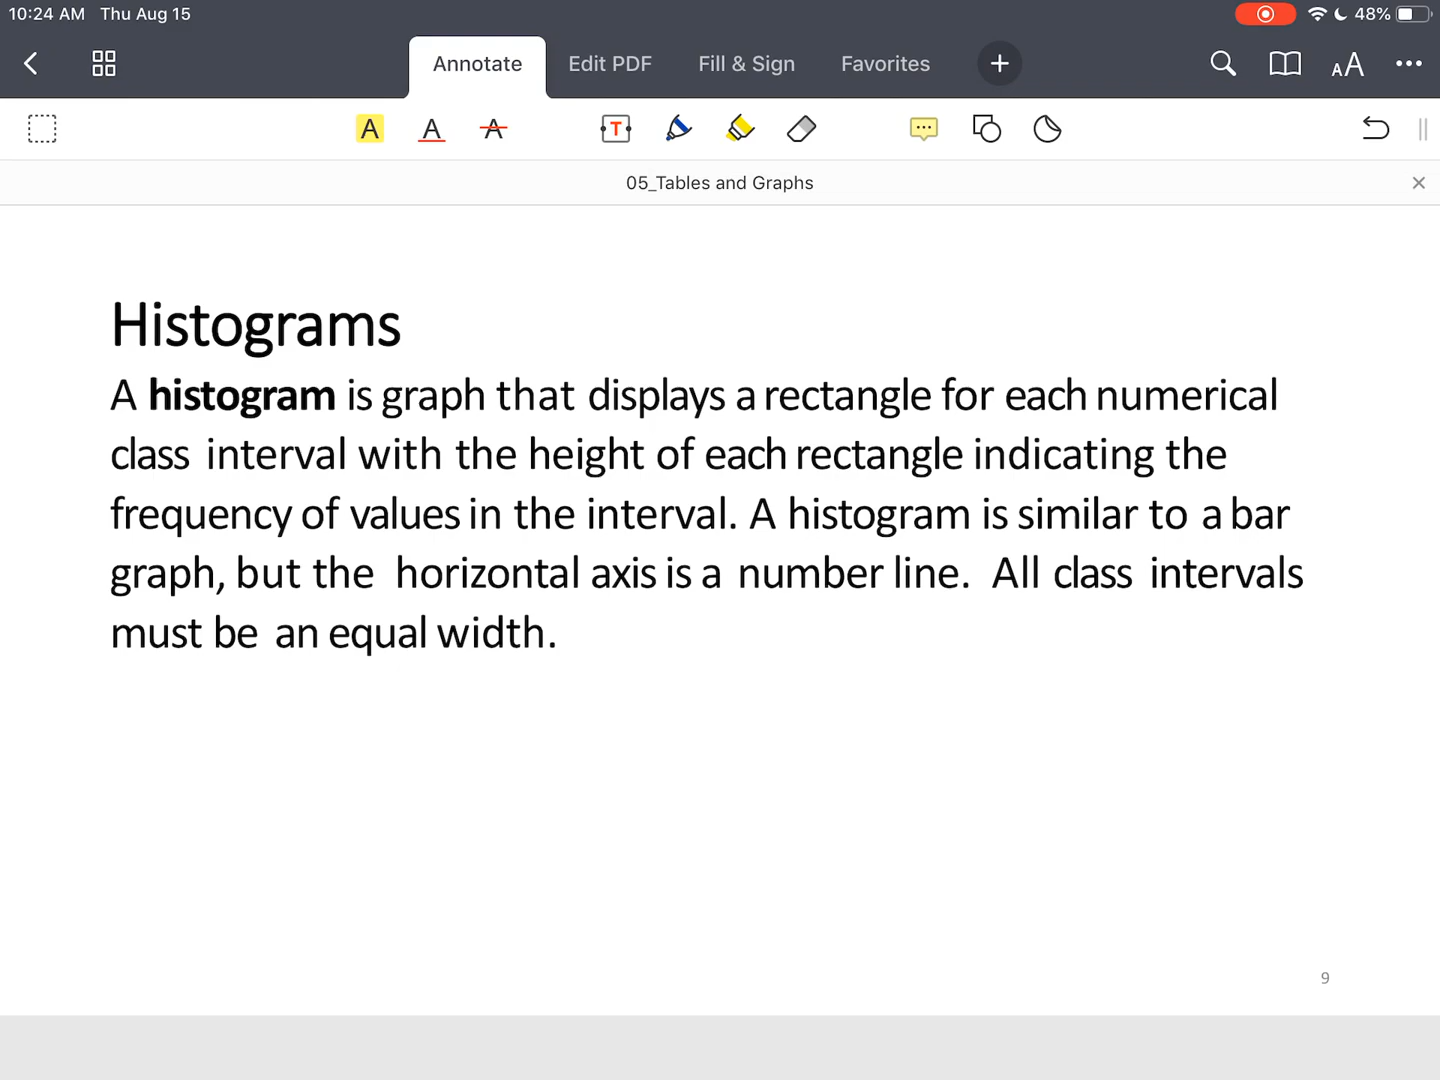 10:24 AM Thu Aug 15
48%
Annotate Edit PDF Fill & Sign Favorites
AA
A A A T
05_Tables and Graphs
Histograms
A histogram is graph that displays a rectangle for each numerical
class interval with the height of each rectangle indicating the
frequency of values in the interval. A histogram is similar to a bar
graph, but the horizontal axis is a number line. All class intervals
must be an equal width.
9